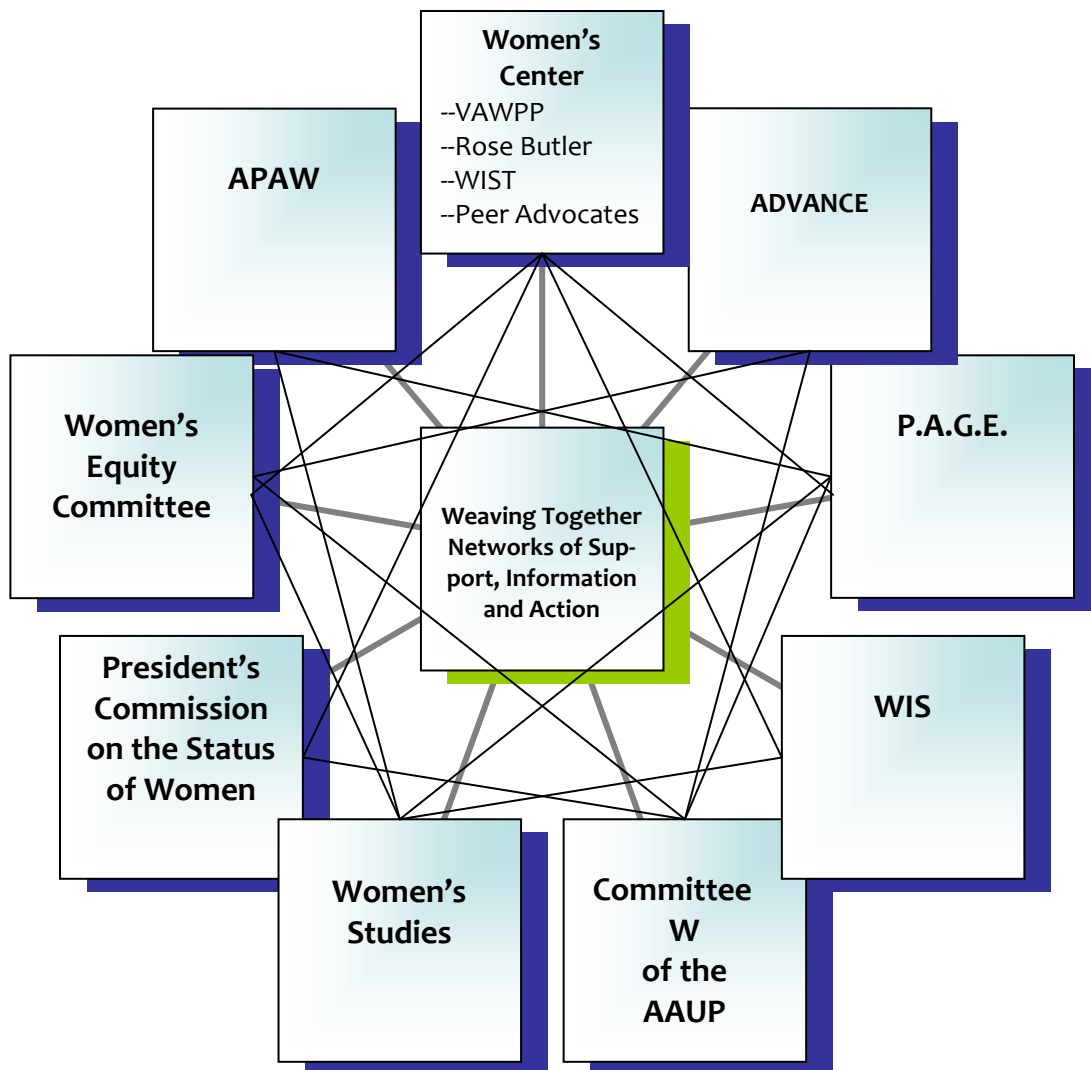 Women’s
Center
--VAWPP
--Rose Butler
--WIST
--Peer Advocates
APAW
ADVANCE
Women’s
Equity
Committee
P.A.G.E.
Weaving Together
Networks of Sup-
port, Information
and Action
President’s
Commission
on the Status
of Women
WIS
Women’s
Studies
Committee
W
of the
AAUP